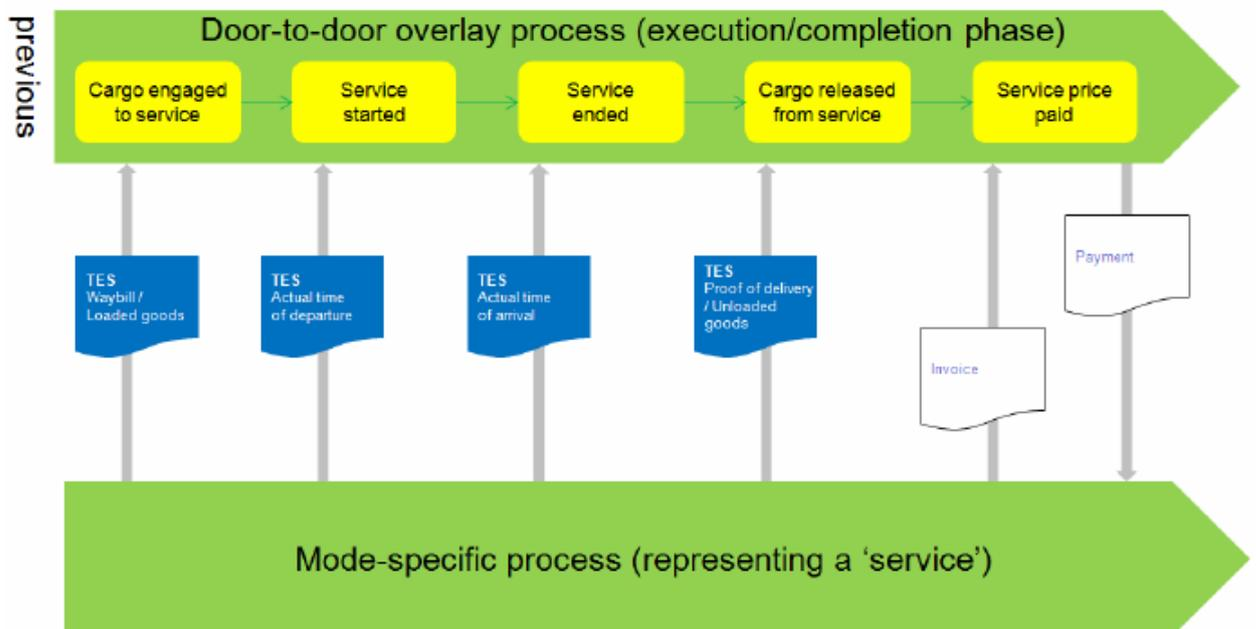 previous
Door-to-door overlay process (execution/completion phase)
Cargo engaged
to service
Service
started
Service
ended
Cargo released
from service
Service price
paid
TES
Waybill /
Loaded goods
TES
Actual time
of departure
TES
Actual time
of arrival
TES
Proof of delivery
/ Unloaded
goods
Invoice
Payment
Mode-specific process (representing a ‘service’)